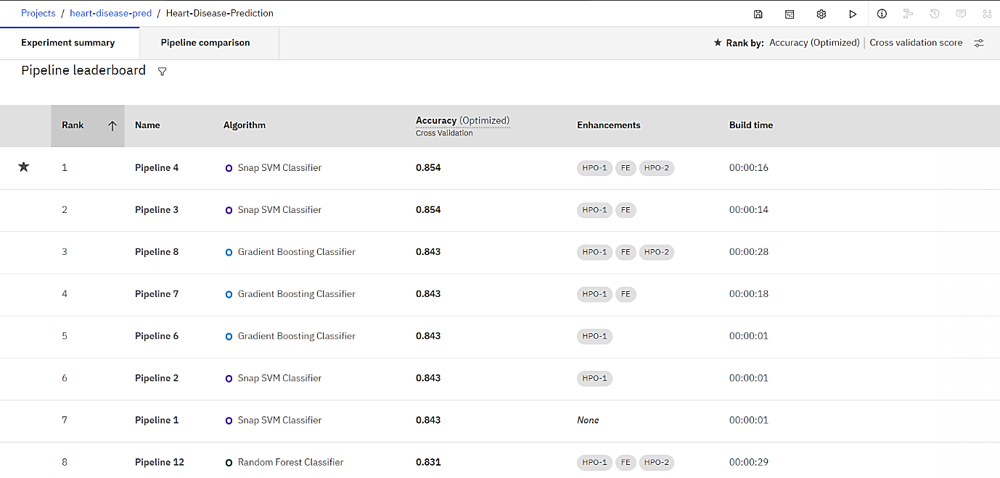 Projects / heart-disease-pred / Heart-Disease-Prediction
Experiment summary Pipeline comparison Rank by: Accuracy (Optimized) | Cross validation score
Pipeline leaderboard
Rank Name Algorithm Accuracy (Optimized) Enhancements Build time
Cross Validation
1 Pipeline 4 Snap SVM Classifier 0.854 HPO-1 FE HPO-2 00:00:16
2 Pipeline 3 Snap SVM Classifier 0.854 HPO-1 FE 00:00:14
3 Pipeline 8 Gradient Boosting Classifier 0.843 HPO-1 FE HPO-2 00:00:28
4 Pipeline 7 Gradient Boosting Classifier 0.843 HPO-1 FE 00:00:18
5 Pipeline 6 Gradient Boosting Classifier 0.843 HPO-1 00:00:01
6 Pipeline 2 Snap SVM Classifier 0.843 HPO-1 00:00:01
7 Pipeline 1 Snap SVM Classifier 0.843 None 00:00:01
8 Pipeline 12 Random Forest Classifier 0.831 HPO-1 FE HPO-2 00:00:29